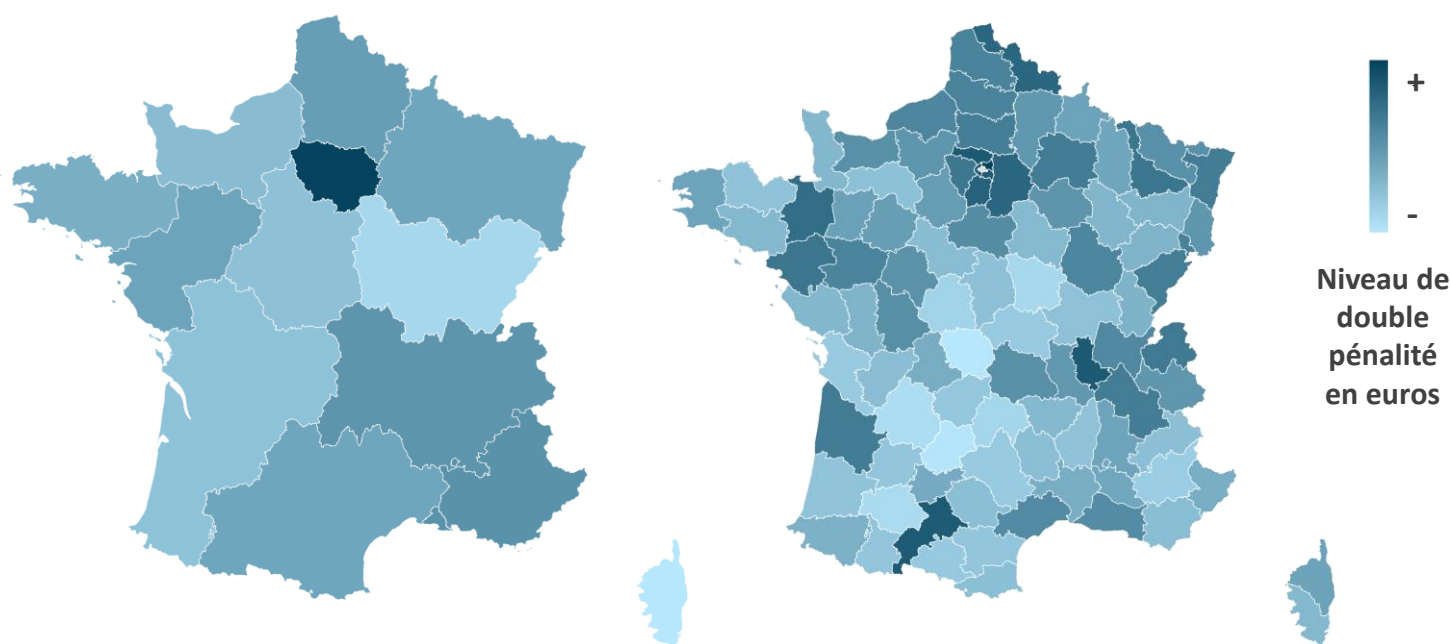 +
-
Niveau de
double
pénalité
en euros